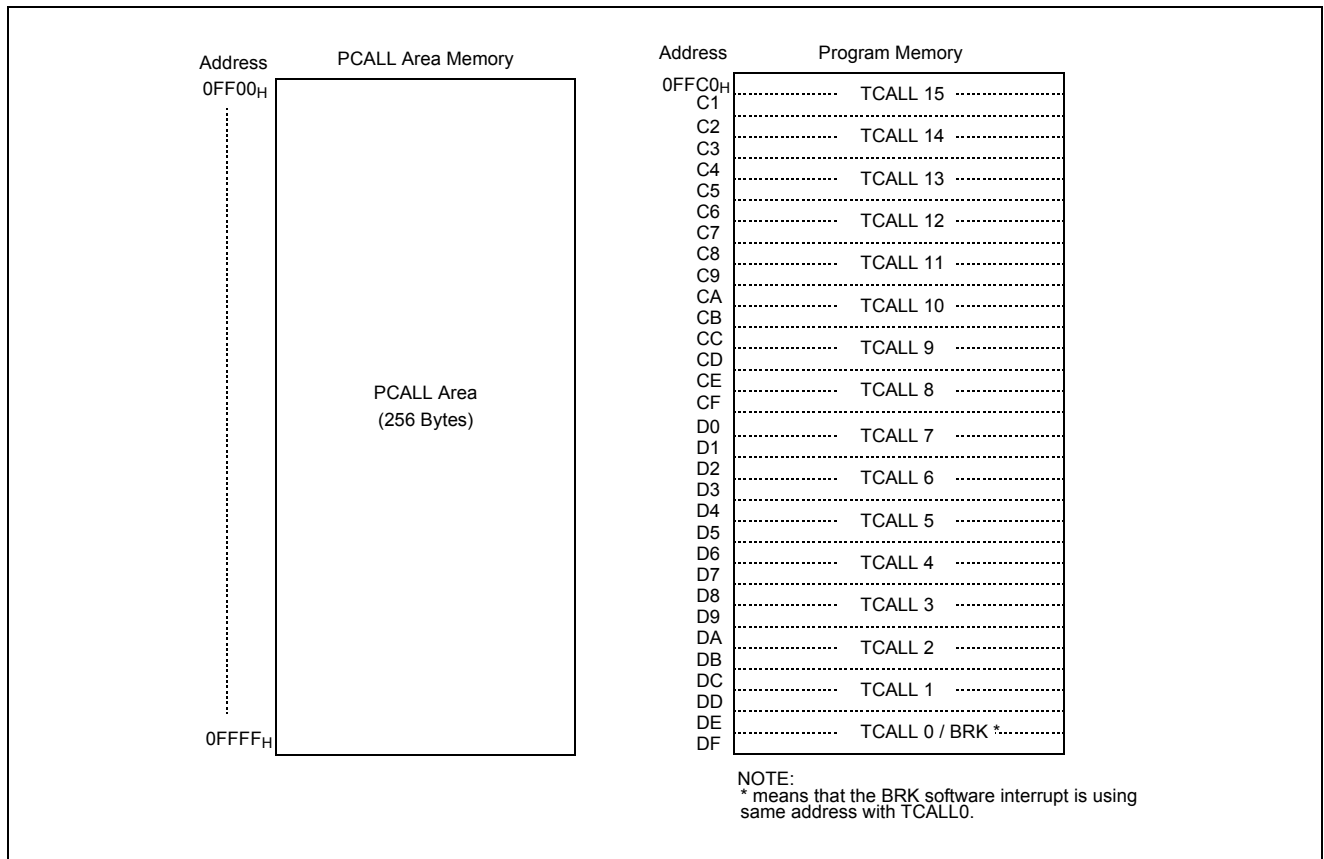 Address
PCALL Area Memory
0FF00H
PCALL Area
(256 Bytes)
0FFFFH
Address
Program Memory
0FFC0H
C1
TCALL 15
C2
C3
TCALL 14
C4
C5
TCALL 13
C6
C7
TCALL 12
C8
C9
TCALL 11
CA
CB
TCALL 10
CC
CD
TCALL 9
CE
CF
TCALL 8
D0
D1
TCALL 7
D2
D3
TCALL 6
D4
D5
TCALL 5
D6
D7
TCALL 4
D8
D9
TCALL 3
DA
DB
TCALL 2
DC
DD
TCALL 1
DE
DF
TCALL 0 / BRK *
NOTE:
* means that the BRK software interrupt is using
same address with TCALL0.